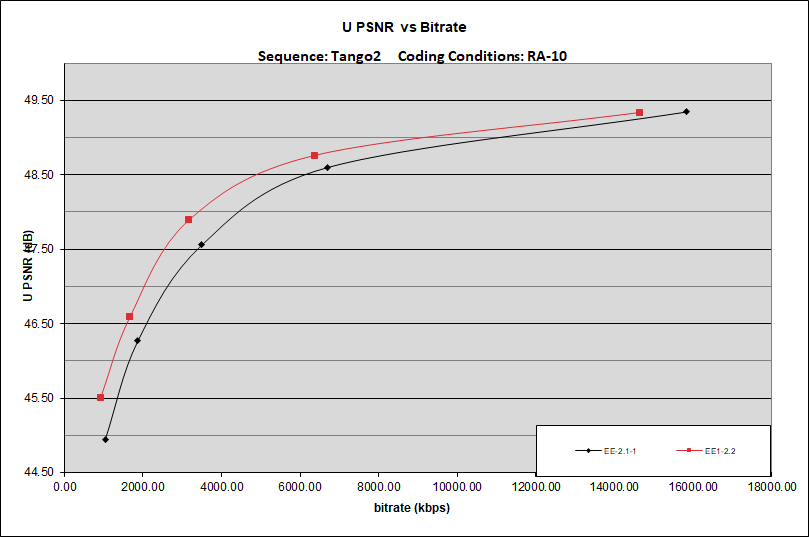 U PSNR vs Bitrate
Sequence: Tango2 Coding Conditions: RA-10
49.50
48.50
47.50
46.50
45.50
44.50
U PSNR (dB)
0.00 2000.00 4000.00 6000.00 8000.00 10000.00 12000.00 14000.00 16000.00 18000.00
bitrate (kbps)
EE-2.1-1 EE1-2.2